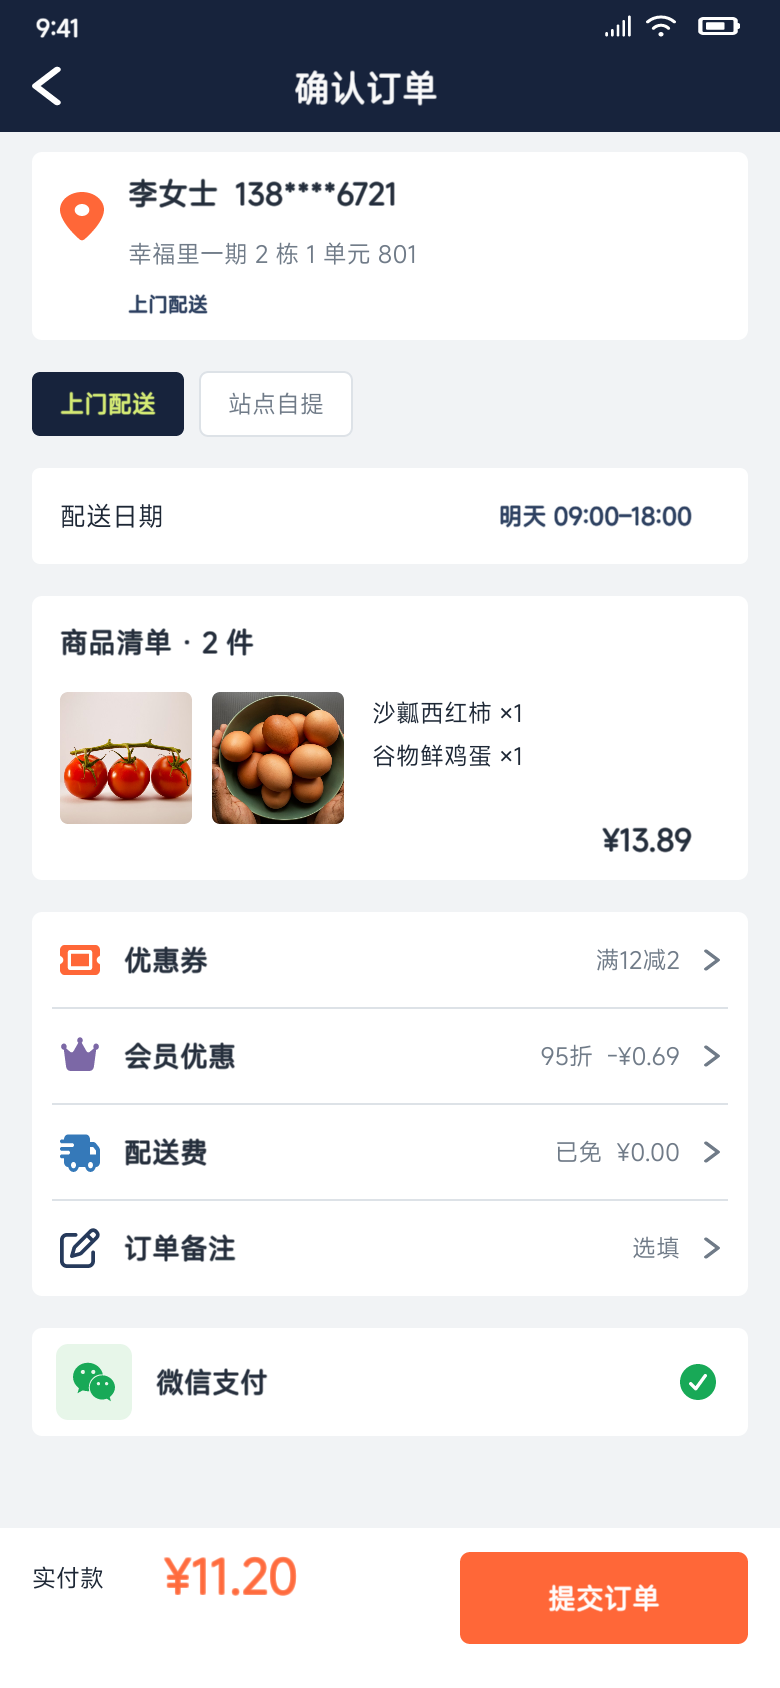 9:41
确认订单
李女士 138****6721
幸福里一期 2 栋 1 单元 801
上门配送
上门配送 站点自提
配送日期 明天 09:00–18:00
商品清单 · 2 件
沙瓤西红柿 ×1
谷物鲜鸡蛋 ×1
¥13.89
优惠券 满12减2
会员优惠 95折 -¥0.69
配送费 已免 ¥0.00
订单备注 选填
微信支付
实付款 ¥11.20 提交订单